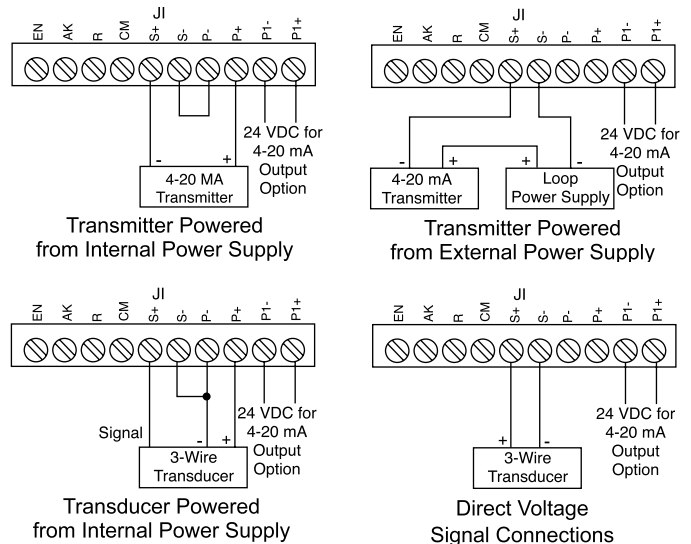 JI
EN AK R CM S+ S- P- P+ P1- P1+
24 VDC for
4-20 mA
Output
Option
- +
4-20 MA
Transmitter
Transmitter Powered
from Internal Power Supply
JI
EN AK R CM S+ S- P- P+ P1- P1+
24 VDC for
4-20 mA
Output
Option
- + + -
4-20 mA
Transmitter
Loop
Power Supply
Transmitter Powered
from External Power Supply
JI
EN AK R CM S+ S- P- P+ P1- P1+
24 VDC for
4-20 mA
Output
Option
Signal
- +
3-Wire
Transducer
Transducer Powered
from Internal Power Supply
JI
EN AK R CM S+ S- P- P+ P1- P1+
24 VDC for
4-20 mA
Output
Option
+ -
3-Wire
Transducer
Direct Voltage
Signal Connections